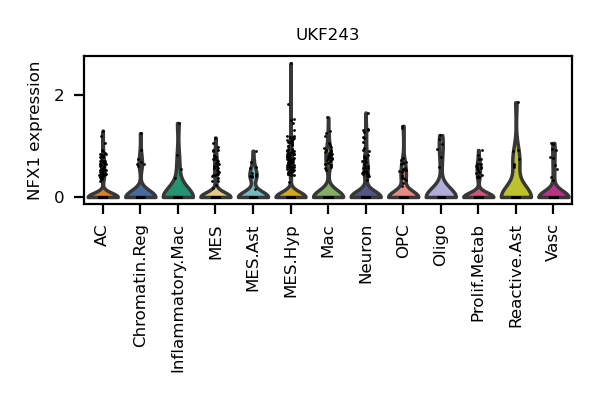 UKF243
NFX1 expression
2
0
AC
Chromatin.Reg
Inflammatory.Mac
MES
MES.Ast
MES.Hyp
Mac
Neuron
OPC
Oligo
Prolif.Metab
Reactive.Ast
Vasc